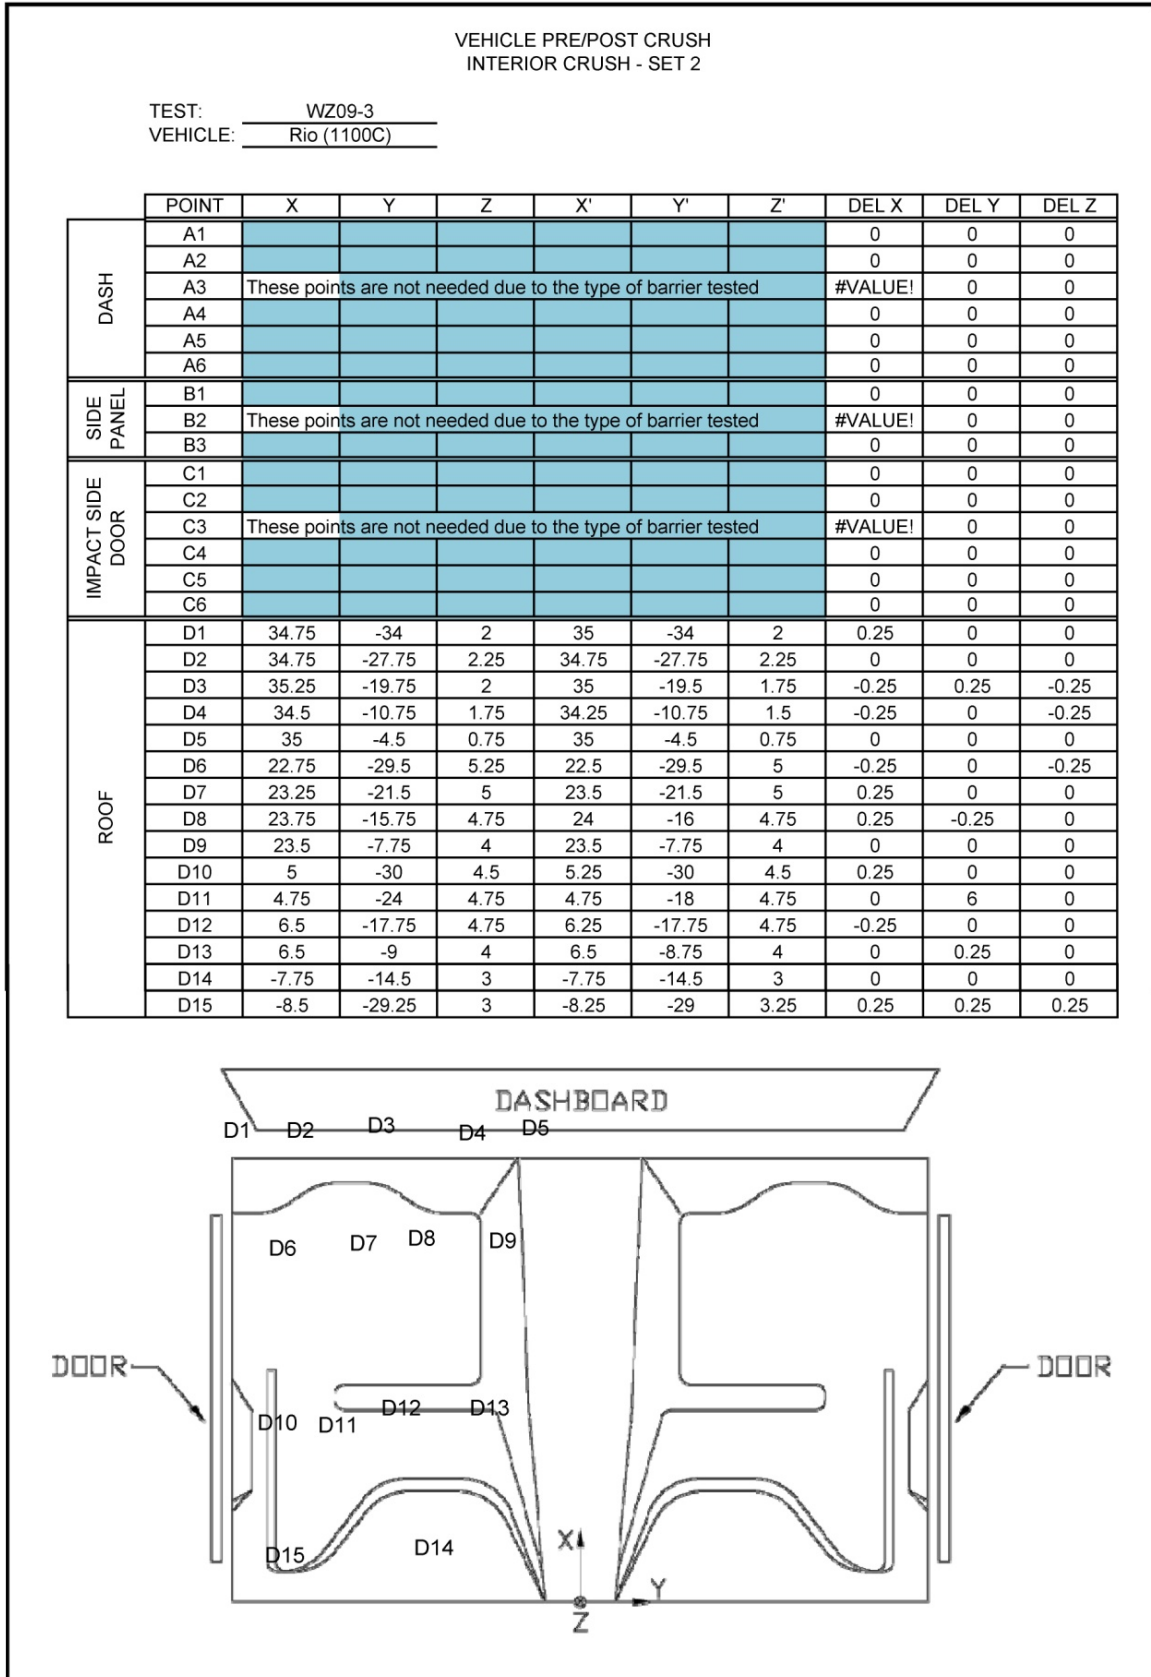 VEHICLE PRE/POST CRUSH
INTERIOR CRUSH - SET 2
TEST: WZ09-3
VEHICLE: Rio (1100C)
POINT X Y Z X' Y' Z' DEL X DEL Y DEL Z
DASH
A1 0 0 0
A2 0 0 0
A3 These points are not needed due to the type of barrier tested #VALUE! 0 0
A4 0 0 0
A5 0 0 0
A6 0 0 0
SIDE PANEL
B1 0 0 0
B2 These points are not needed due to the type of barrier tested #VALUE! 0 0
B3 0 0 0
IMPACT SIDE DOOR
C1 0 0 0
C2 0 0 0
C3 These points are not needed due to the type of barrier tested #VALUE! 0 0
C4 0 0 0
C5 0 0 0
C6 0 0 0
ROOF
D1 34.75 -34 2 35 -34 2 0.25 0 0
D2 34.75 -27.75 2.25 34.75 -27.75 2.25 0 0 0
D3 35.25 -19.75 2 35 -19.5 1.75 -0.25 0.25 -0.25
D4 34.5 -10.75 1.75 34.25 -10.75 1.5 -0.25 0 -0.25
D5 35 -4.5 0.75 35 -4.5 0.75 0 0 0
D6 22.75 -29.5 5.25 22.5 -29.5 5 -0.25 0 -0.25
D7 23.25 -21.5 5 23.5 -21.5 5 0.25 0 0
D8 23.75 -15.75 4.75 24 -16 4.75 0.25 -0.25 0
D9 23.5 -7.75 4 23.5 -7.75 4 0 0 0
D10 5 -30 4.5 5.25 -30 4.5 0.25 0 0
D11 4.75 -24 4.75 4.75 -18 4.75 0 6 0
D12 6.5 -17.75 4.75 6.25 -17.75 4.75 -0.25 0 0
D13 6.5 -9 4 6.5 -8.75 4 0 0.25 0
D14 -7.75 -14.5 3 -7.75 -14.5 3 0 0 0
D15 -8.5 -29.25 3 -8.25 -29 3.25 0.25 0.25 0.25
DASHBOARD
D1 D2 D3 D4 D5
D6 D7 D8 D9
DOOR DOOR
D10 D11 D12 D13
D15 D14
X
Y
Z